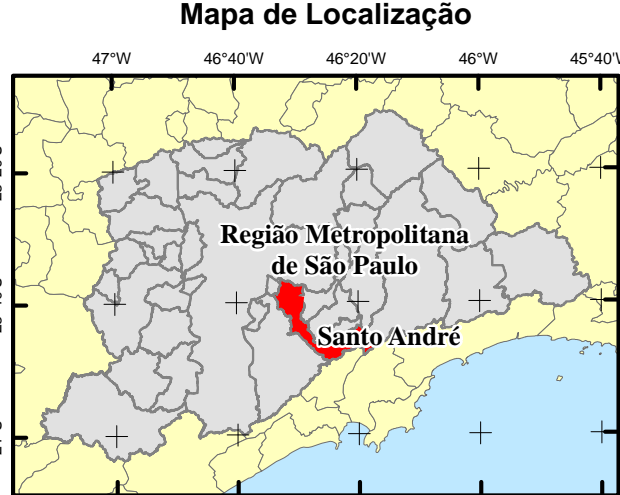 Mapa de Localização
47°W 46°40'W 46°20'W 46°W 45°40'W
Região Metropolitana
de São Paulo
Santo André